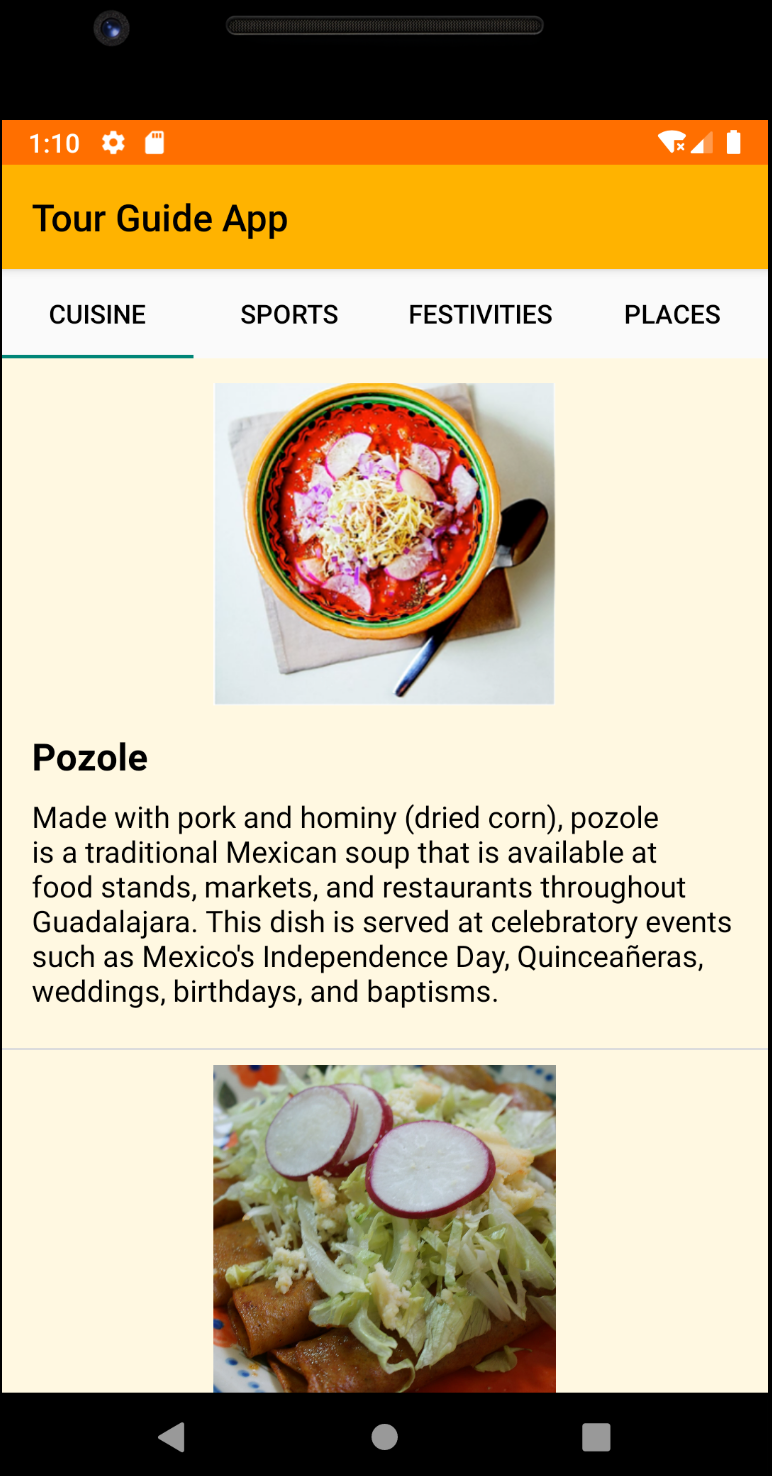 1:10
Tour Guide App
CUISINE SPORTS FESTIVITIES PLACES
Pozole
Made with pork and hominy (dried corn), pozole
is a traditional Mexican soup that is available at
food stands, markets, and restaurants throughout
Guadalajara. This dish is served at celebratory events
such as Mexico's Independence Day, Quinceañeras,
weddings, birthdays, and baptisms.